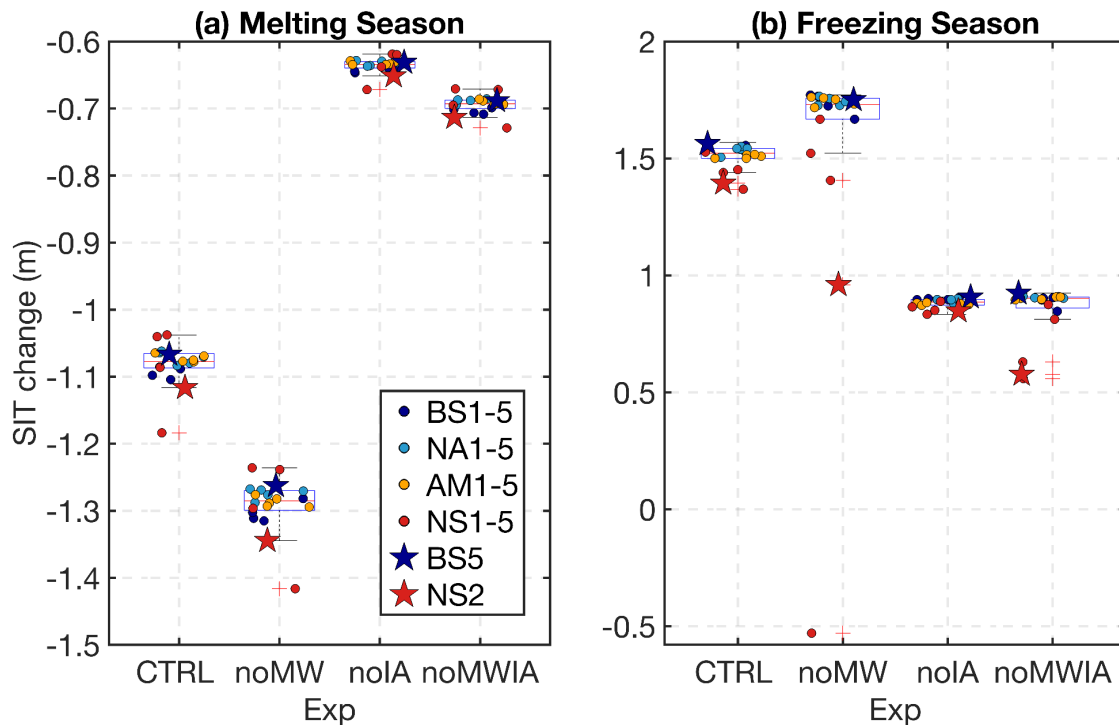 (a) Melting Season
(b) Freezing Season
SIT change (m)
-0.6
-0.7
-0.8
-0.9
-1
-1.1
-1.2
-1.3
-1.4
-1.5
BS1-5
NA1-5
AM1-5
NS1-5
BS5
NS2
CTRL noMW noIA noMWIA
Exp
2
1.5
1
0.5
0
-0.5
CTRL noMW noIA noMWIA
Exp